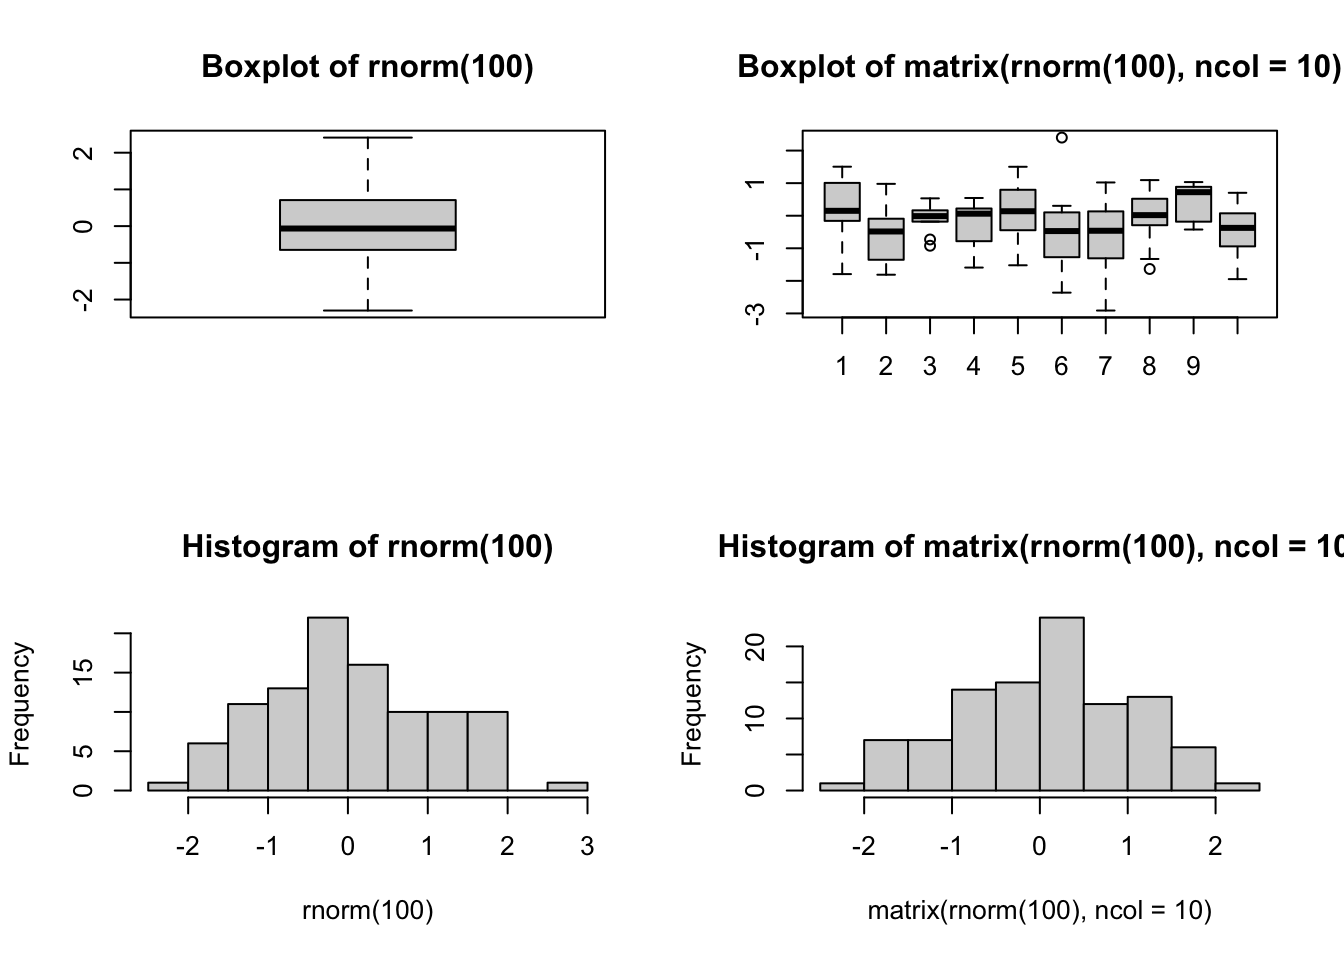 Boxplot of rnorm(100)
2
0
-2
Boxplot of matrix(rnorm(100), ncol = 10)
1
-1
-3
1 2 3 4 5 6 7 8 9
Histogram of rnorm(100)
Frequency
15
5
0
-2 -1 0 1 2 3
rnorm(100)
Histogram of matrix(rnorm(100), ncol = 10
Frequency
20
10
0
-2 -1 0 1 2
matrix(rnorm(100), ncol = 10)